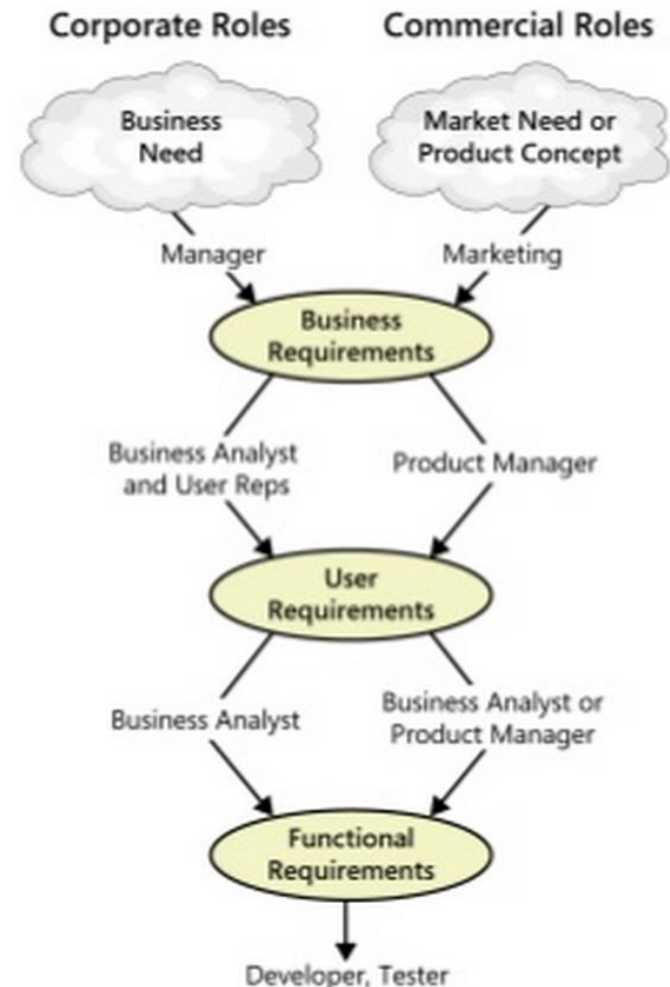 Corporate Roles
Commercial Roles
Business
Need
Market Need or
Product Concept
Manager
Marketing
Business
Requirements
Business Analyst
and User Reps
Product Manager
User
Requirements
Business Analyst
Business Analyst or
Product Manager
Functional
Requirements
Developer, Tester